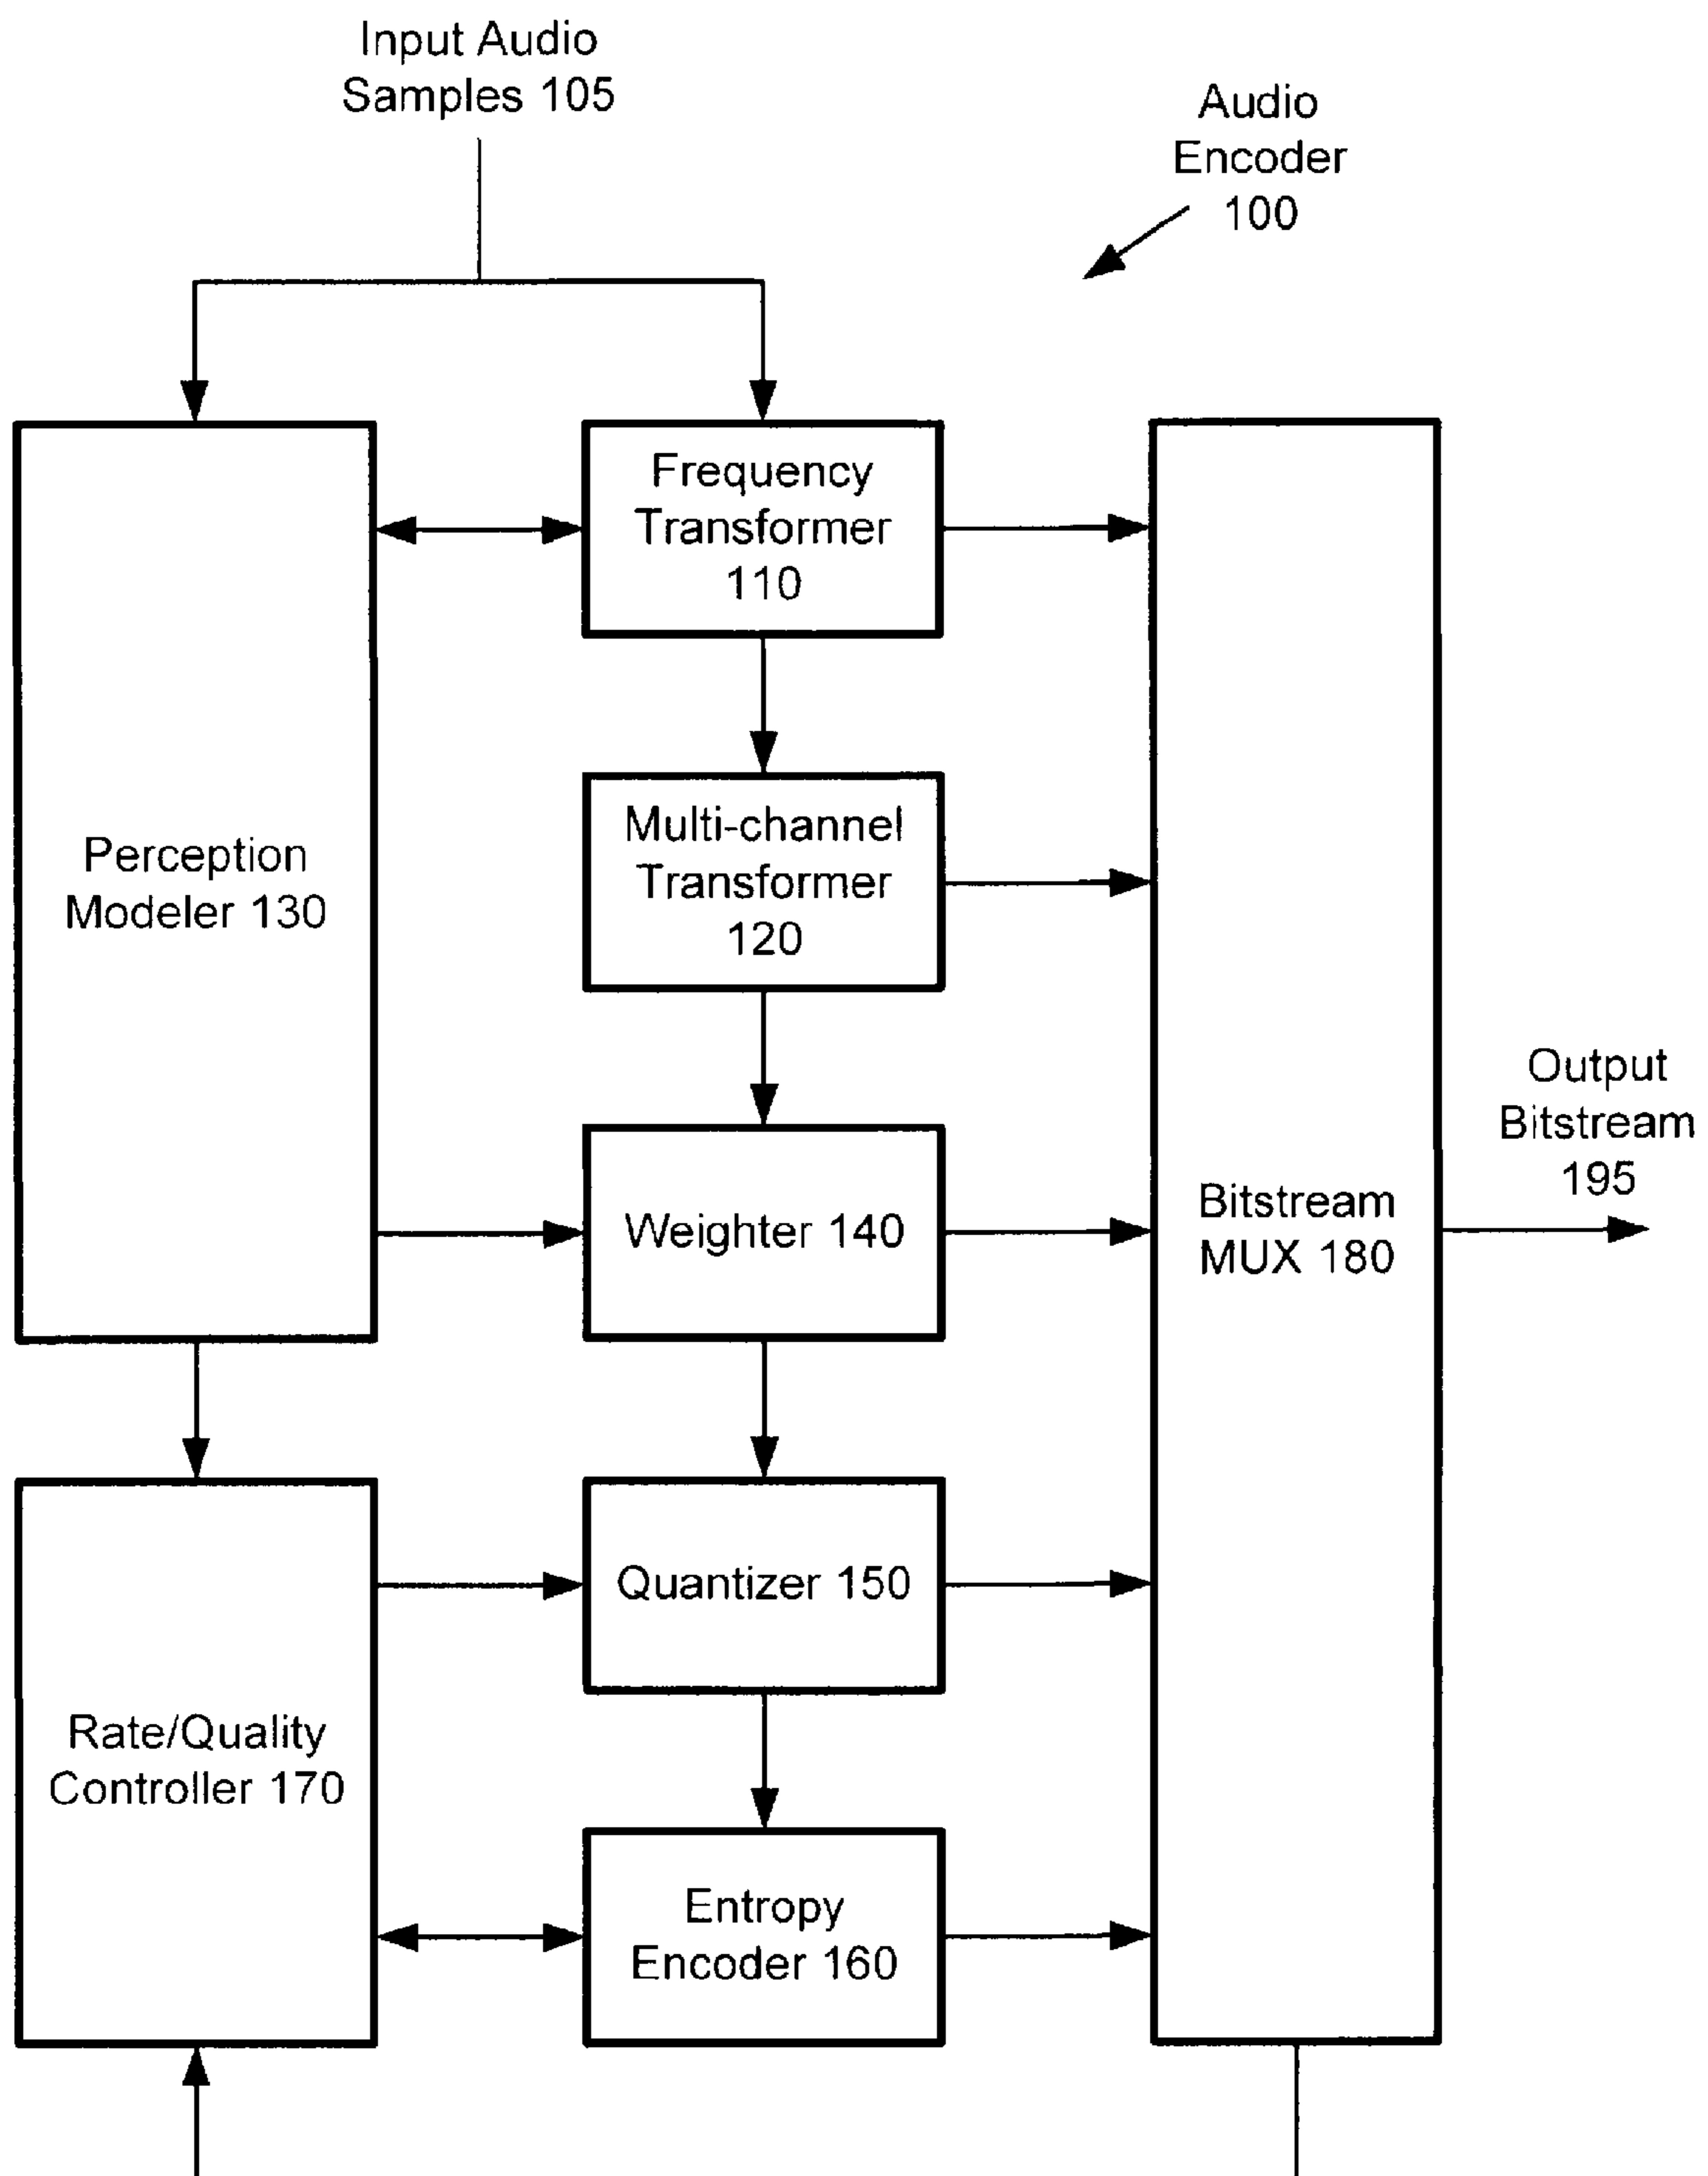 Input Audio
Samples 105
Audio
Encoder
100
Frequency
Transformer
110
Multi-channel
Transformer
120
Perception
Modeler 130
Weighter 140
Output
Bitstream
195
Bitstream
MUX 180
Quantizer 150
Rate/Quality
Controller 170
Entropy
Encoder 160